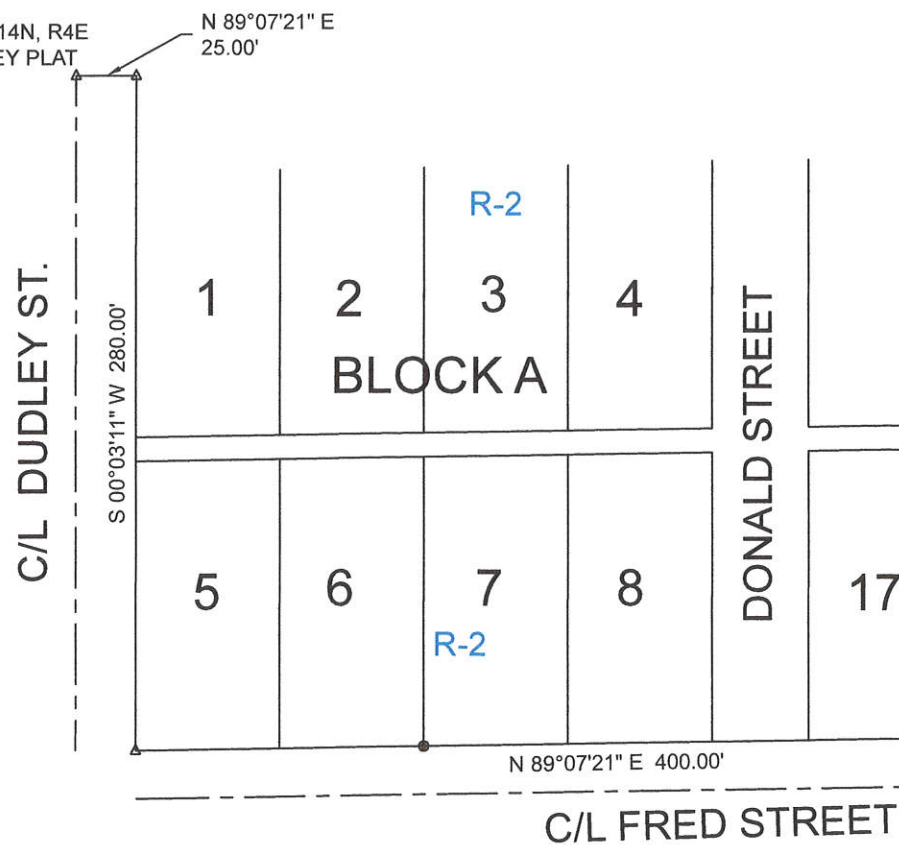 14N, R4E
EY PLAT
N 89°07'21" E
25.00'
C/L DUDLEY ST.
S 00°03'11" W 280.00'
R-2
1
2
3
4
BLOCK A
DONALD STREET
5
6
7
8
17
R-2
N 89°07'21" E 400.00'
C/L FRED STREET